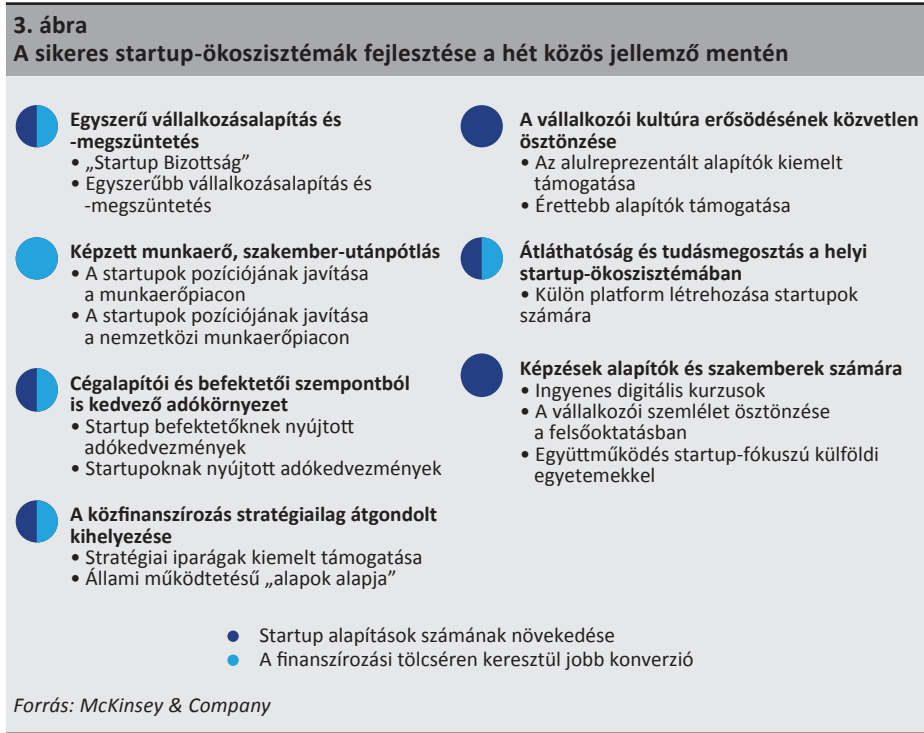 3. ábra
A sikeres startup-ökoszisztémák fejlesztése a hét közös jellemző mentén
Egyszerű vállalkozásalapítás és
-megszüntetés
• „Startup Bizottság”
• Egyszerűbb vállalkozásalapítás és
-megszüntetés
Képzett munkaerő, szakember-utánpótlás
• A startupok pozíciójának javítása
a munkaerőpiacon
• A startupok pozíciójának javítása
a nemzetközi munkaerőpiacon
Cégalapítói és befektetői szempontból
is kedvező adókörnyezet
• Startup befektetőknek nyújtott
adókedvezmények
• Startupoknak nyújtott adókedvezmények
A közfinanszírozás stratégiailag átgondolt
kihelyezése
• Stratégiai iparágak kiemelt támogatása
• Állami működtetésű „alapok alapja”
A vállalkozói kultúra erősödésének közvetlen
ösztönzése
• Az alulreprezentált alapítók kiemelt
támogatása
• Érettebb alapítók támogatása
Átláthatóság és tudásmegosztás a helyi
startup-ökoszisztémában
• Külön platform létrehozása startupok
számára
Képzések alapítók és szakemberek számára
• Ingyenes digitális kurzusok
• A vállalkozói szemlélet ösztönzése
a felsőoktatásban
• Együttműködés startup-fókuszú külföldi
egyetemekkel
Startup alapítások számának növekedése
A finanszírozási tölcséren keresztül jobb konverzió
Forrás: McKinsey & Company